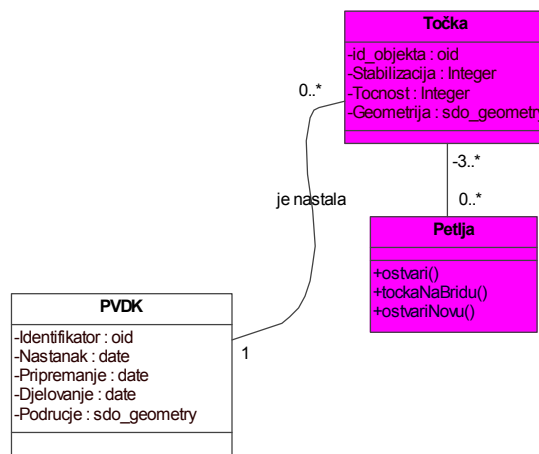 Točka
-id_objekta : oid
-Stabilizacija : Integer
-Tocnost : Integer
-Geometrija : sdo_geometry
0..*
-3..*
je nastala
0..*
Petlja
+ostvari()
+tockaNaBridu()
+ostvariNovu()
PVDK
-Identifikator : oid
-Nastanak : date
-Pripremanje : date
-Djelovanje : date
-Podrucje : sdo_geometry
1